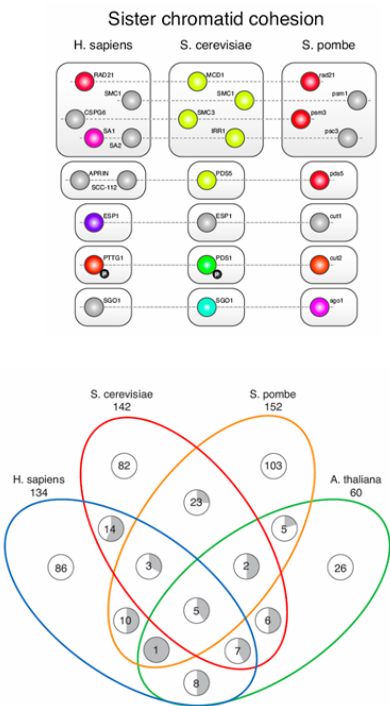 Sister chromatid cohesion
H. sapiens S. cerevisiae S. pombe
RAD21 MCD1 rad21
SMC1 SMC1 psm1
CSPG6 SMC3 psm3
SA1 IRR1 psc3
SA2
APRIN PDS5 pds5
SCC-112
ESP1 ESP1 cut1
PTTG1 PDS1 cut2
P P
SGO1 SGO1 sgo1
S. cerevisiae S. pombe
142 152
H. sapiens A. thaliana
134 60
82 103
23
14 5
86 3 2 26
5
10 6
1 7
8